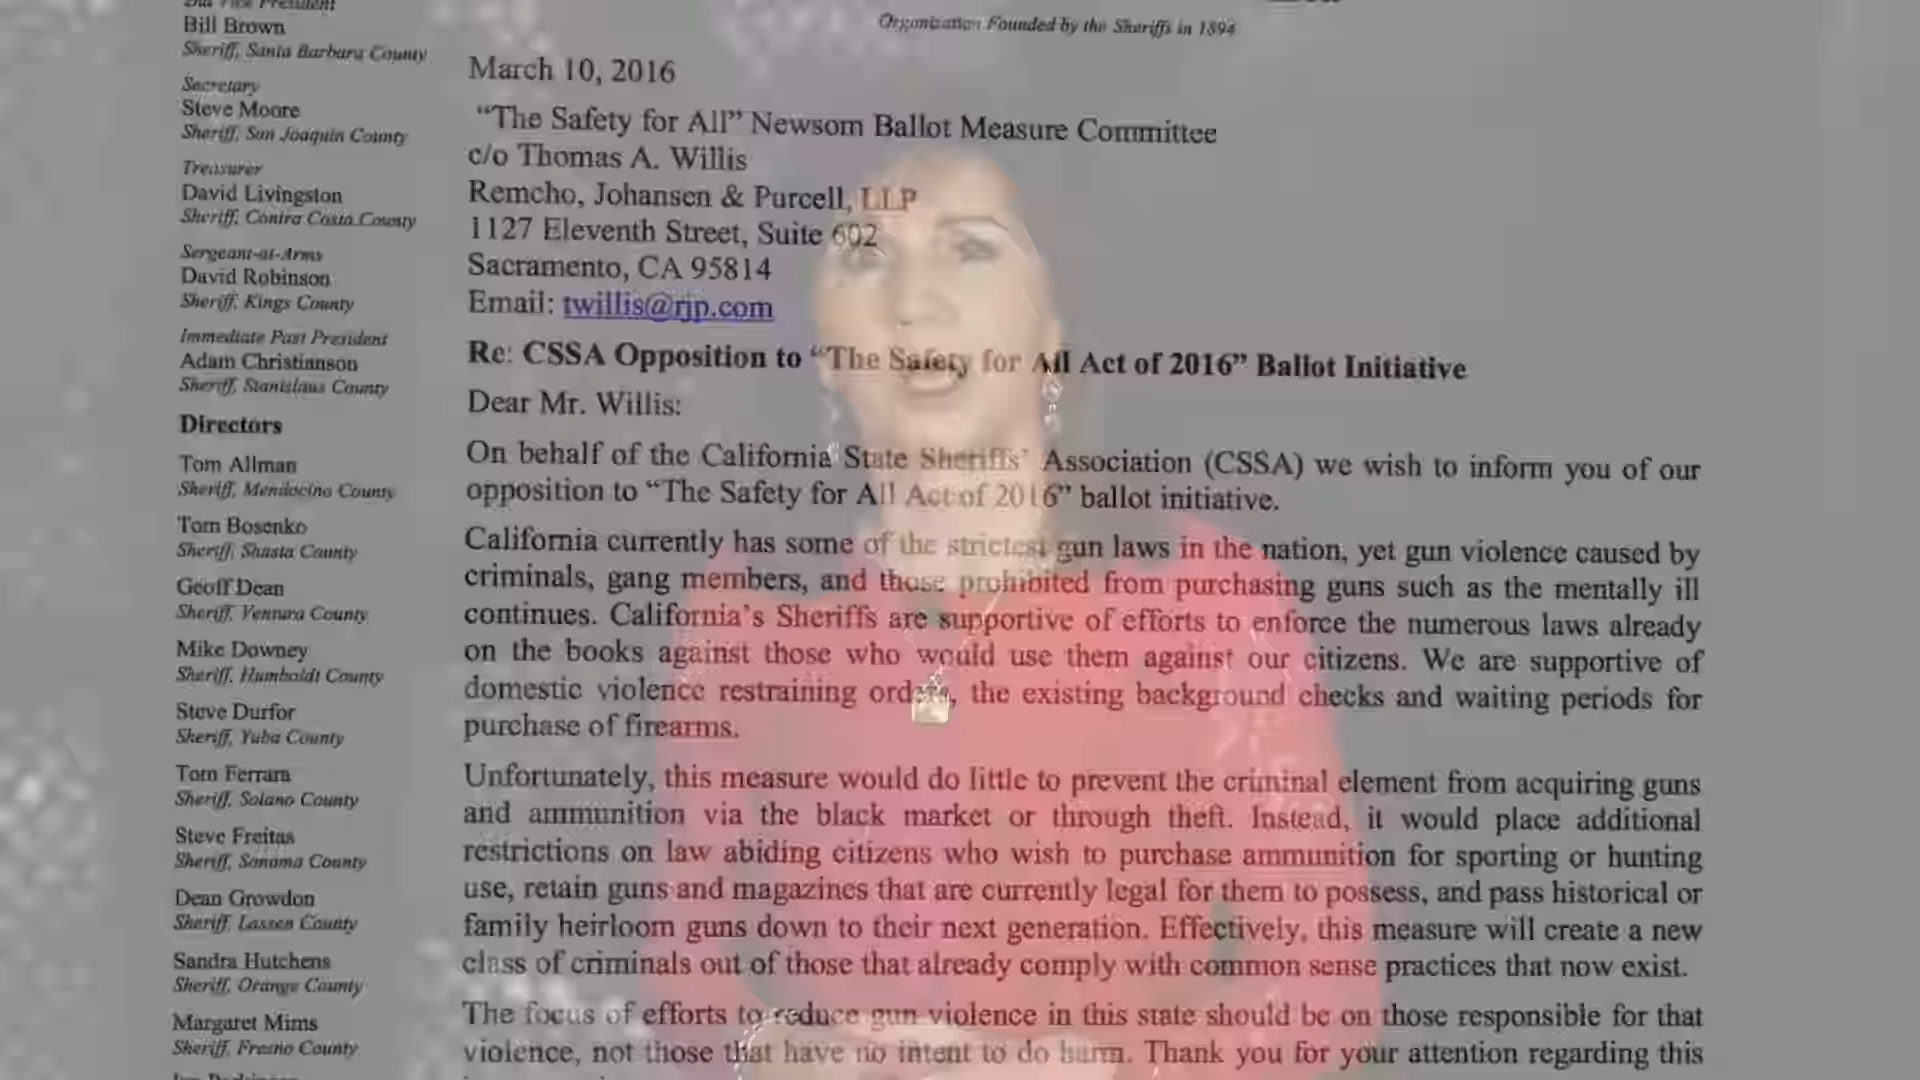 Bill Brown
Sheriff, Santa Barbara County
Secretary
Steve Moore
Sheriff, San Joaquin County
Treasurer
David Livingston
Sheriff, Contra Costa County
Sergeant-at-Arms
David Robinson
Sheriff, Kings County
Immediate Past President
Adam Christianson
Sheriff, Stanislaus County
Directors
Tom Allman
Sheriff, Mendocino County
Tom Bosenko
Sheriff, Shasta County
Geoff Dean
Sheriff, Ventura County
Mike Downey
Sheriff, Humboldt County
Steve Durfor
Sheriff, Yuba County
Tom Ferrara
Sheriff, Solano County
Steve Freitas
Sheriff, Sonoma County
Dean Growdon
Sheriff, Lassen County
Sandra Hutchens
Sheriff, Orange County
Margaret Mims
Sheriff, Fresno County
Organization Founded by the Sheriffs in 1894
March 10, 2016
“The Safety for All” Newsom Ballot Measure Committee
c/o Thomas A. Willis
Remcho, Johansen & Purcell, LLP
1127 Eleventh Street, Suite 602
Sacramento, CA 95814
Email: twillis@rjp.com
Re: CSSA Opposition to “The Safety for All Act of 2016” Ballot Initiative
Dear Mr. Willis:
On behalf of the California State Sheriffs’ Association (CSSA) we wish to inform you of our
opposition to “The Safety for All Act of 2016” ballot initiative.
California currently has some of the strictest gun laws in the nation, yet gun violence caused by
criminals, gang members, and those prohibited from purchasing guns such as the mentally ill
continues. California’s Sheriffs are supportive of efforts to enforce the numerous laws already
on the books against those who would use them against our citizens. We are supportive of
domestic violence restraining orders, the existing background checks and waiting periods for
purchase of firearms.
Unfortunately, this measure would do little to prevent the criminal element from acquiring guns
and ammunition via the black market or through theft. Instead, it would place additional
restrictions on law abiding citizens who wish to purchase ammunition for sporting or hunting
use, retain guns and magazines that are currently legal for them to possess, and pass historical or
family heirloom guns down to their next generation. Effectively, this measure will create a new
class of criminals out of those that already comply with common sense practices that now exist.
The focus of efforts to reduce gun violence in this state should be on those responsible for that
violence, not those that have no intent to do harm. Thank you for your attention regarding this